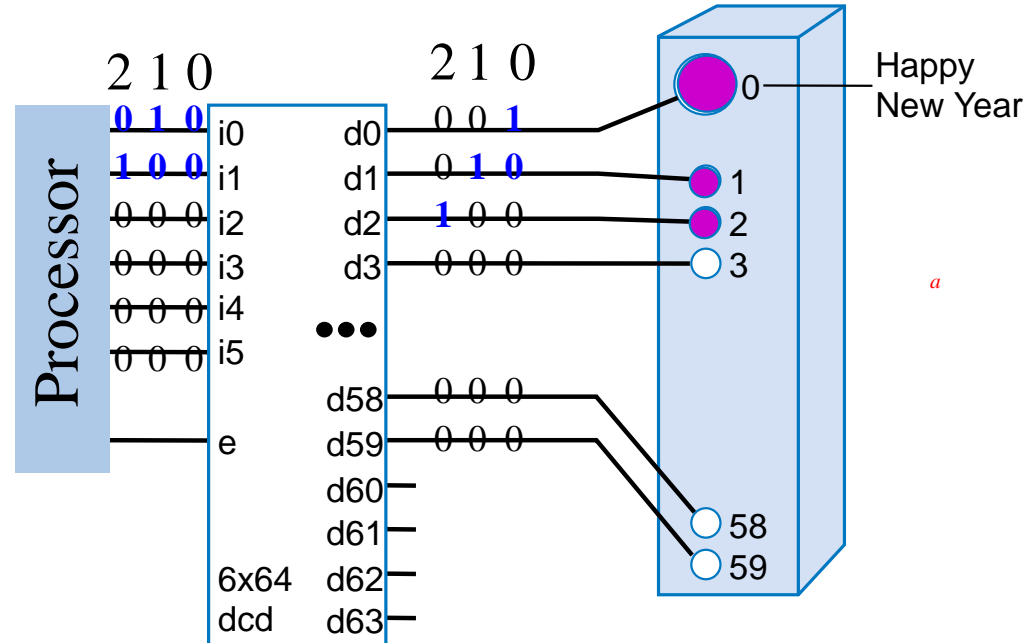 2 1 0
2 1 0
Processor
0 1 0 i0
1 0 0 i1
0 0 0 i2
0 0 0 i3
0 0 0 i4
0 0 0 i5
e
6x64
dcd
d0 0 0 1
d1 0 1 0
d2 1 0 0
d3 0 0 0
d58 0 0 0
d59 0 0 0
d60
d61
d62
d63
0
1
2
3
58
59
Happy
New Year
a